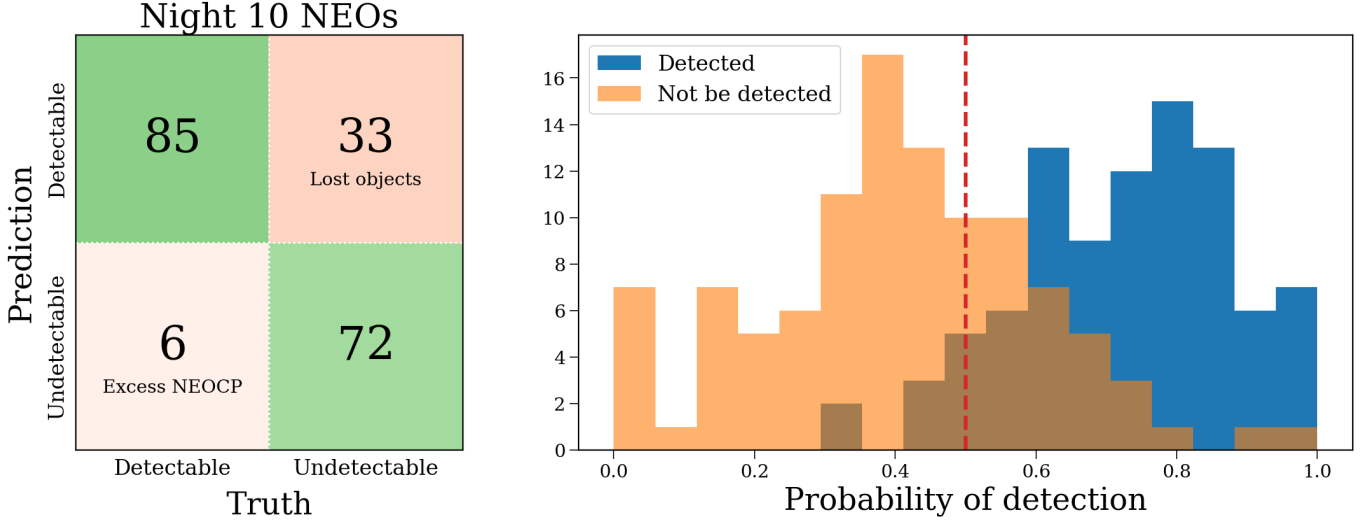 Night 10 NEOs
Prediction
Detectable
85
33
Lost objects
Undetectable
6
Excess NEOCP
72
Detectable
Undetectable
Truth
Detected
Not be detected
16
14
12
10
8
6
4
2
0
0.0
0.2
0.4
0.6
0.8
1.0
Probability of detection